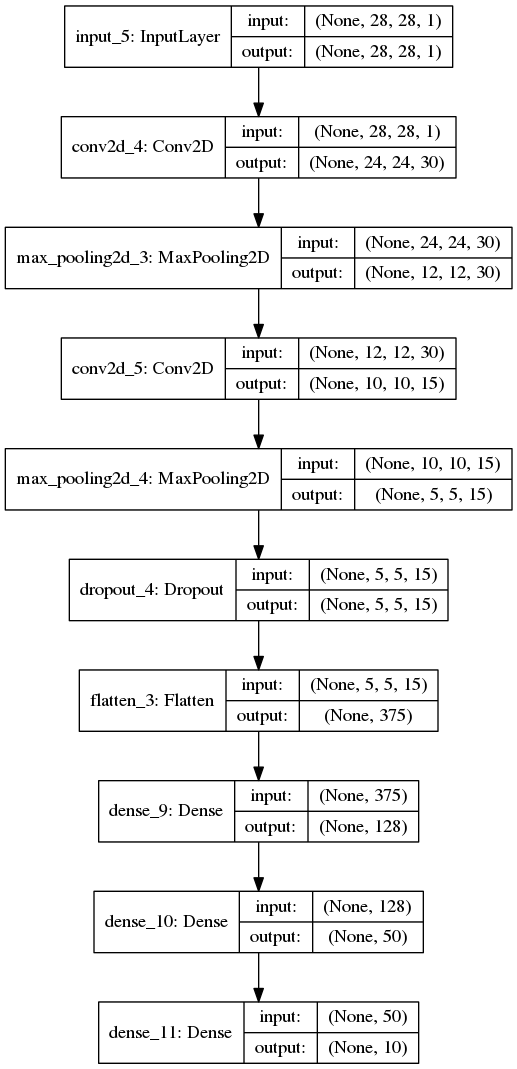 input_5: InputLayer
input: (None, 28, 28, 1)
output: (None, 28, 28, 1)
conv2d_4: Conv2D
input: (None, 28, 28, 1)
output: (None, 24, 24, 30)
max_pooling2d_3: MaxPooling2D
input: (None, 24, 24, 30)
output: (None, 12, 12, 30)
conv2d_5: Conv2D
input: (None, 12, 12, 30)
output: (None, 10, 10, 15)
max_pooling2d_4: MaxPooling2D
input: (None, 10, 10, 15)
output: (None, 5, 5, 15)
dropout_4: Dropout
input: (None, 5, 5, 15)
output: (None, 5, 5, 15)
flatten_3: Flatten
input: (None, 5, 5, 15)
output: (None, 375)
dense_9: Dense
input: (None, 375)
output: (None, 128)
dense_10: Dense
input: (None, 128)
output: (None, 50)
dense_11: Dense
input: (None, 50)
output: (None, 10)